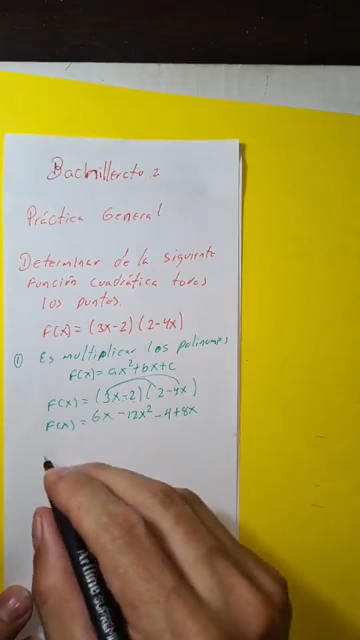 Bachillerato 2
Práctica General
Determinar de la siguiente
función cuadrática todos
los puntos.
F(x) = (3x-2)(2-4x)
① Es multiplicar los polinomios
F(x) = ax²+bx+c
F(x) = (3x-2)(2-4x)
F(x) = 6x -12x² -4+8x
Artline